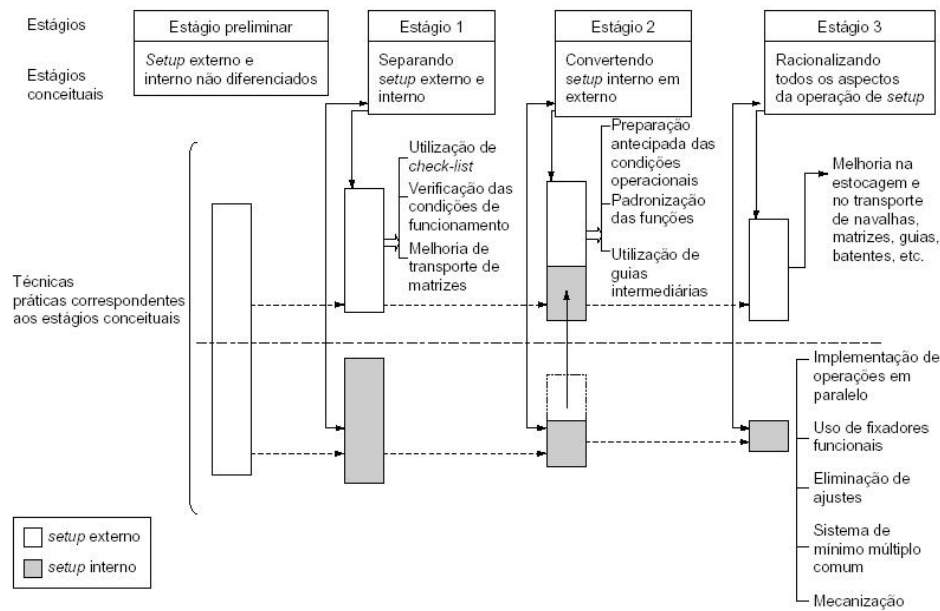 Estágios
Estágio preliminar
Estágio 1
Estágio 2
Estágio 3
Estágios
conceituais
Setup externo e
interno não diferenciados
Separando
setup externo e
interno
Convertendo
setup interno em
externo
Racionalizando
todos os aspectos
da operação de setup
Técnicas
práticas correspondentes
aos estágios conceituais
Utilização de
check-list
Verificação das
condições de
funcionamento
Melhoria de
transporte de
matrizes
Preparação
antecipada das
condições
operacionais
Padronização
das funções
Utilização de
guias
intermediárias
Melhoria na
estocagem e
no transporte
de navalhas,
matrizes, guias,
batentes, etc.
Implementação de
operações em
paralelo
Uso de fixadores
funcionais
Eliminação de
ajustes
Sistema de
mínimo múltiplo
comum
Mecanização
setup externo
setup interno